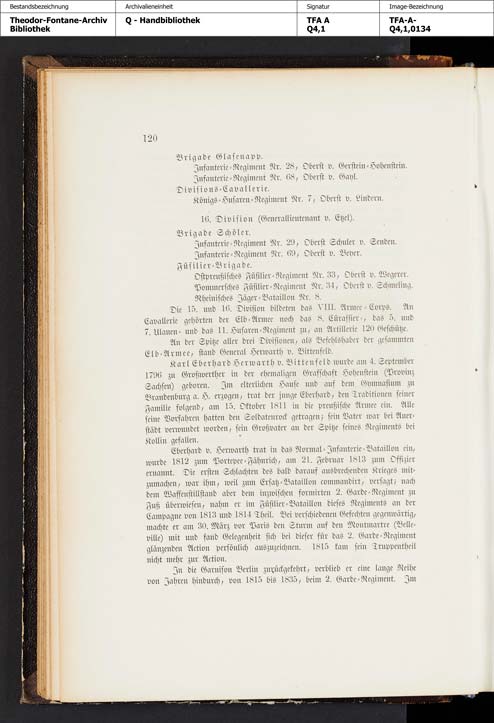 Bestandsbezeichnung
Archivalieneinheit
Signatur
Image-Bezeichnung
Theodor-Fontane-Archiv
Bibliothek
Q - Handbibliothek
TFA A
Q4,1
TFA-A-
Q4,1,0134
120
Brigade Glasenapp.
Infanterie-Regiment Nr. 28, Oberst v. Gerstein-Hohenstein.
Infanterie-Regiment Nr. 68, Oberst v. Gayl.
Divisions-Cavallerie.
Königs-Husaren-Regiment Nr. 7, Oberst v. Lindern.
16. Division (Generallieutenant v. Etzel).
Brigade Schöler.
Infanterie-Regiment Nr. 29, Oberst Schuler v. Senden.
Infanterie-Regiment Nr. 69, Oberst v. Beyer.
Füsilier-Brigade.
Ostpreußisches Füsilier-Regiment Nr. 33, Oberst v. Wegerer.
Pommersches Füsilier-Regiment Nr. 34, Oberst v. Schmeling.
Rheinisches Jäger-Bataillon Nr. 8.
Die 15. und 16. Division bildeten das VIII. Armee-Corps. An
Cavallerie gehörten der Elb-Armee noch das 8. Cürassier-, das 5. und
7. Ulanen- und das 11. Husaren-Regiment zu, an Artillerie 120 Geschütze.
An der Spitze aller drei Divisionen, als Befehlshaber der gesammten
Elb-Armee, stand General Herwarth v. Bittenfeld.
Karl Eberhard Herwarth v. Bittenfeld wurde am 4. September
1796 zu Großwerther in der ehemaligen Grafschaft Hohenstein (Provinz
Sachsen) geboren. Im elterlichen Hause und auf dem Gymnasium zu
Brandenburg a. H. erzogen, trat der junge Eberhard, den Traditionen seiner
Familie folgend, am 15. Oktober 1811 in die preußische Armee ein. Alle
seine Vorfahren hatten den Soldatenrock getragen; sein Vater war bei Auer-
städt verwundet worden, sein Großvater an der Spitze seines Regiments bei
Kollin gefallen.
Eberhard v. Herwarth trat in das Normal-Infanterie-Bataillon ein,
wurde 1812 zum Portepee-Fähnrich, am 21. Februar 1813 zum Offizier
ernannt. Die ersten Schlachten des bald darauf ausbrechenden Krieges mit-
zumachen, war ihm, weil zum Ersatz-Bataillon commandirt, versagt; nach
dem Waffenstillstand aber dem inzwischen formirten 2. Garde-Regiment zu
Fuß überwiesen, nahm er im Füsilier-Bataillon dieses Regiments an der
Campagne von 1813 und 1814 Theil. Bei verschiedenen Gefechten gegenwärtig,
machte er am 30. März vor Paris den Sturm auf den Montmartre (Belle-
ville) mit und fand Gelegenheit sich bei dieser für das 2. Garde-Regiment
glänzenden Action persönlich auszuzeichnen. 1815 kam sein Truppentheil
nicht mehr zur Action.
In die Garnison Berlin zurückgekehrt, verblieb er eine lange Reihe
von Jahren hindurch, von 1815 bis 1835, beim 2. Garde-Regiment. Im